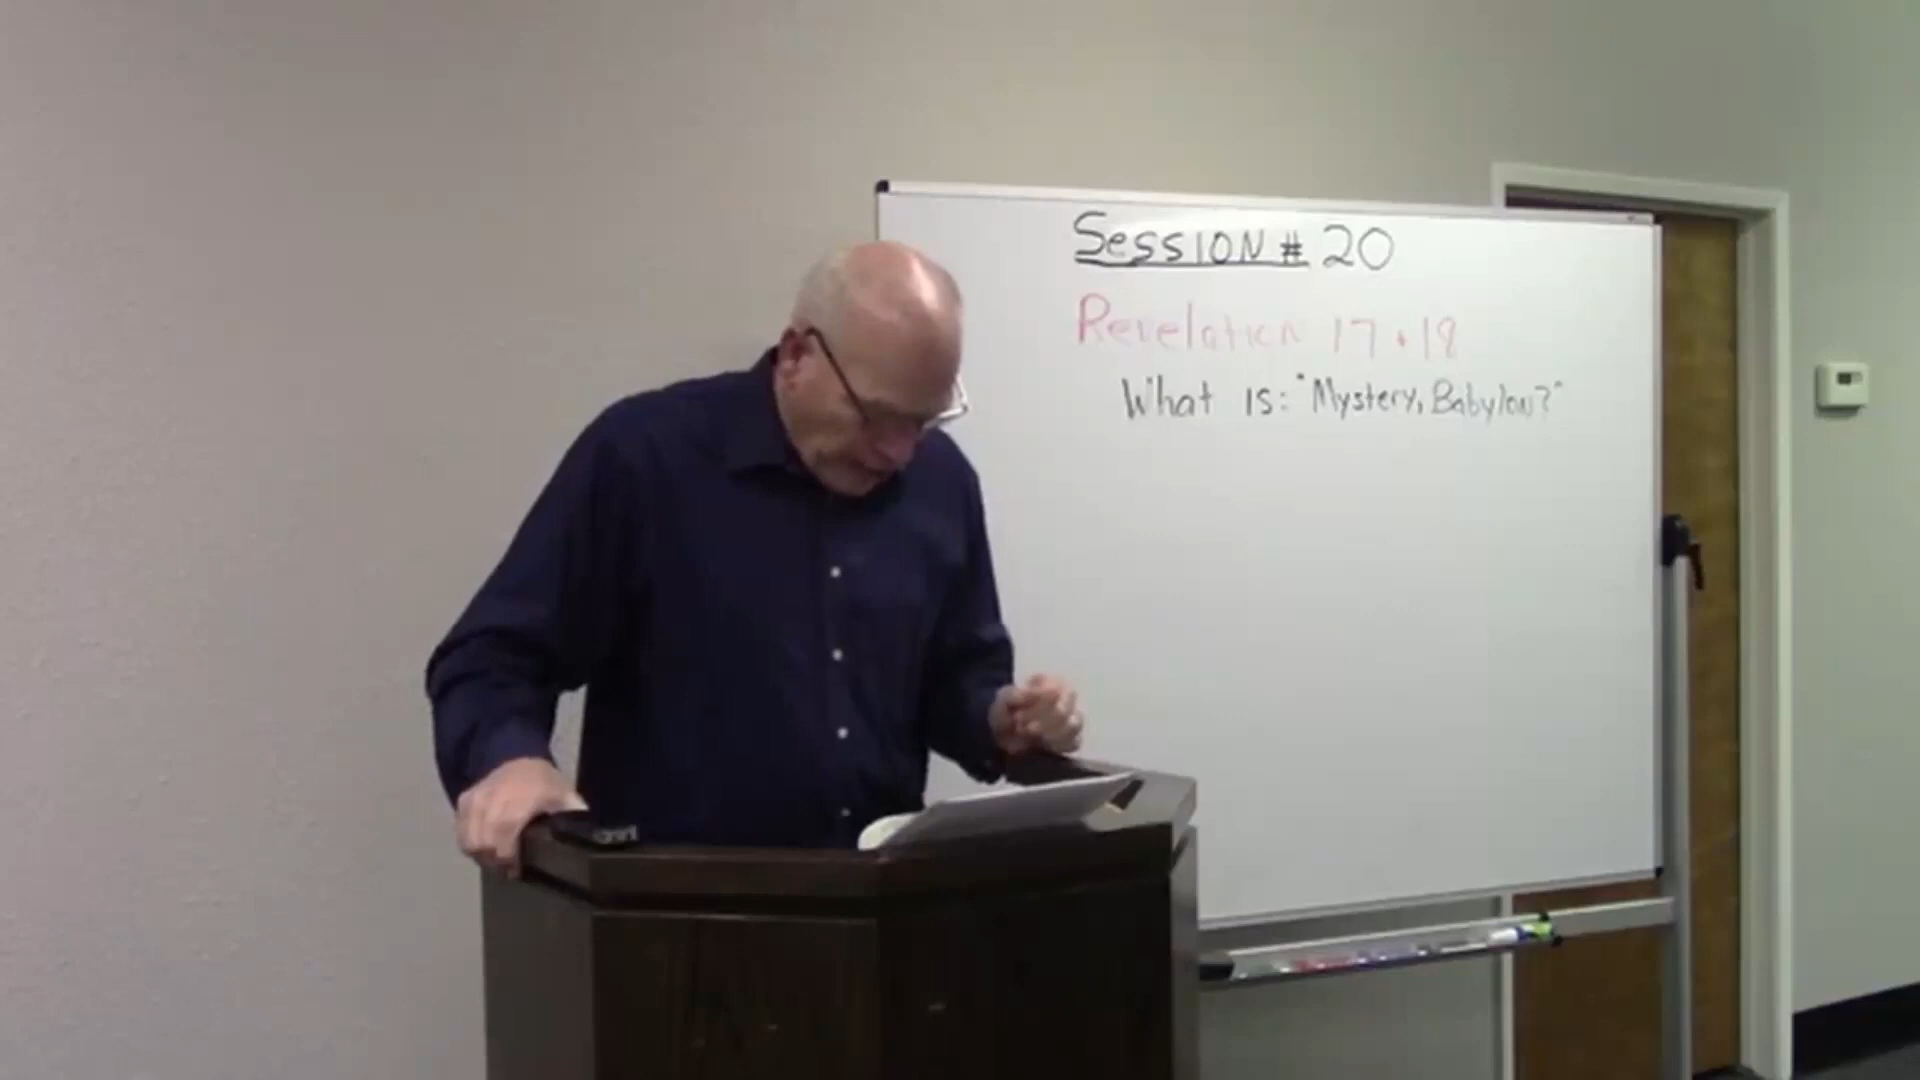 Session # 20
Revelation 17 + 18
What is: "Mystery, Babylon?"